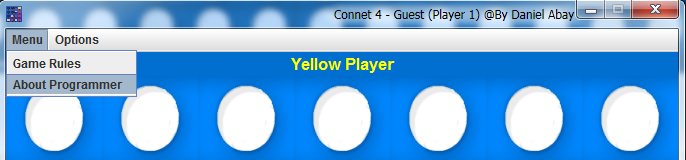 Connet 4 - Guest (Player 1) @By Daniel Abay
Menu Options
Game Rules
Yellow Player
About Programmer